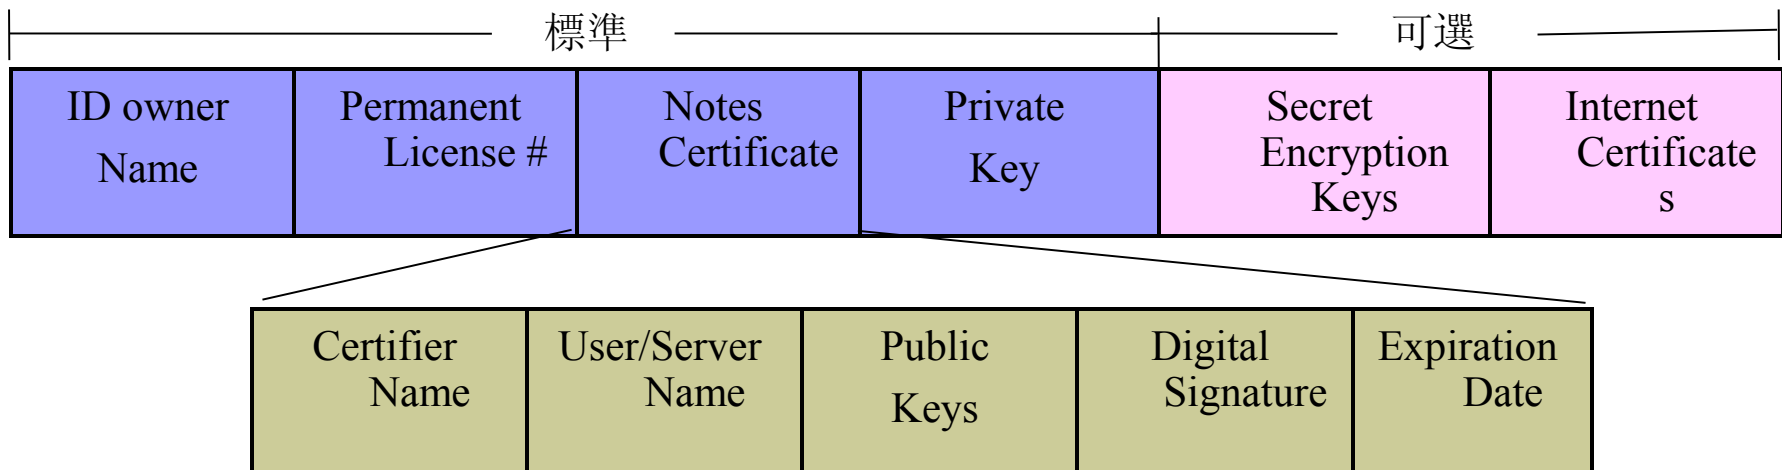 標準
可選
ID owner
Name
Permanent
License #
Notes
Certificate
Private
Key
Secret
Encryption
Keys
Internet
Certificate
s
Certifier
Name
User/Server
Name
Public
Keys
Digital
Signature
Expiration
Date